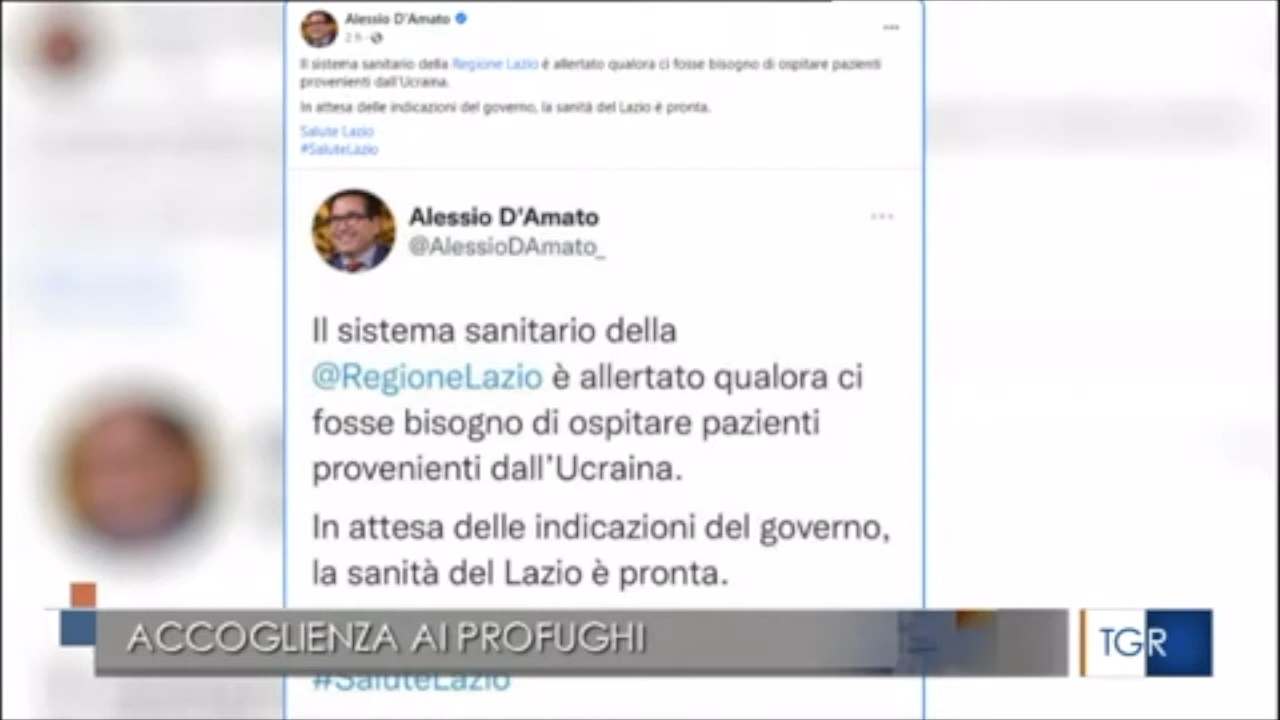 Alessio D'Amato
2 h
Il sistema sanitario della Regione Lazio è allertato qualora ci fosse bisogno di ospitare pazienti
provenienti dall'Ucraina.
In attesa delle indicazioni del governo, la sanità del Lazio è pronta.
Salute Lazio
#SaluteLazio
Alessio D'Amato
@AlessioDAmato_
Il sistema sanitario della
@RegioneLazio è allertato qualora ci
fosse bisogno di ospitare pazienti
provenienti dall'Ucraina.
In attesa delle indicazioni del governo,
la sanità del Lazio è pronta.
ACCOGLIENZA AI PROFUGHI
TGR
#SaluteLazio